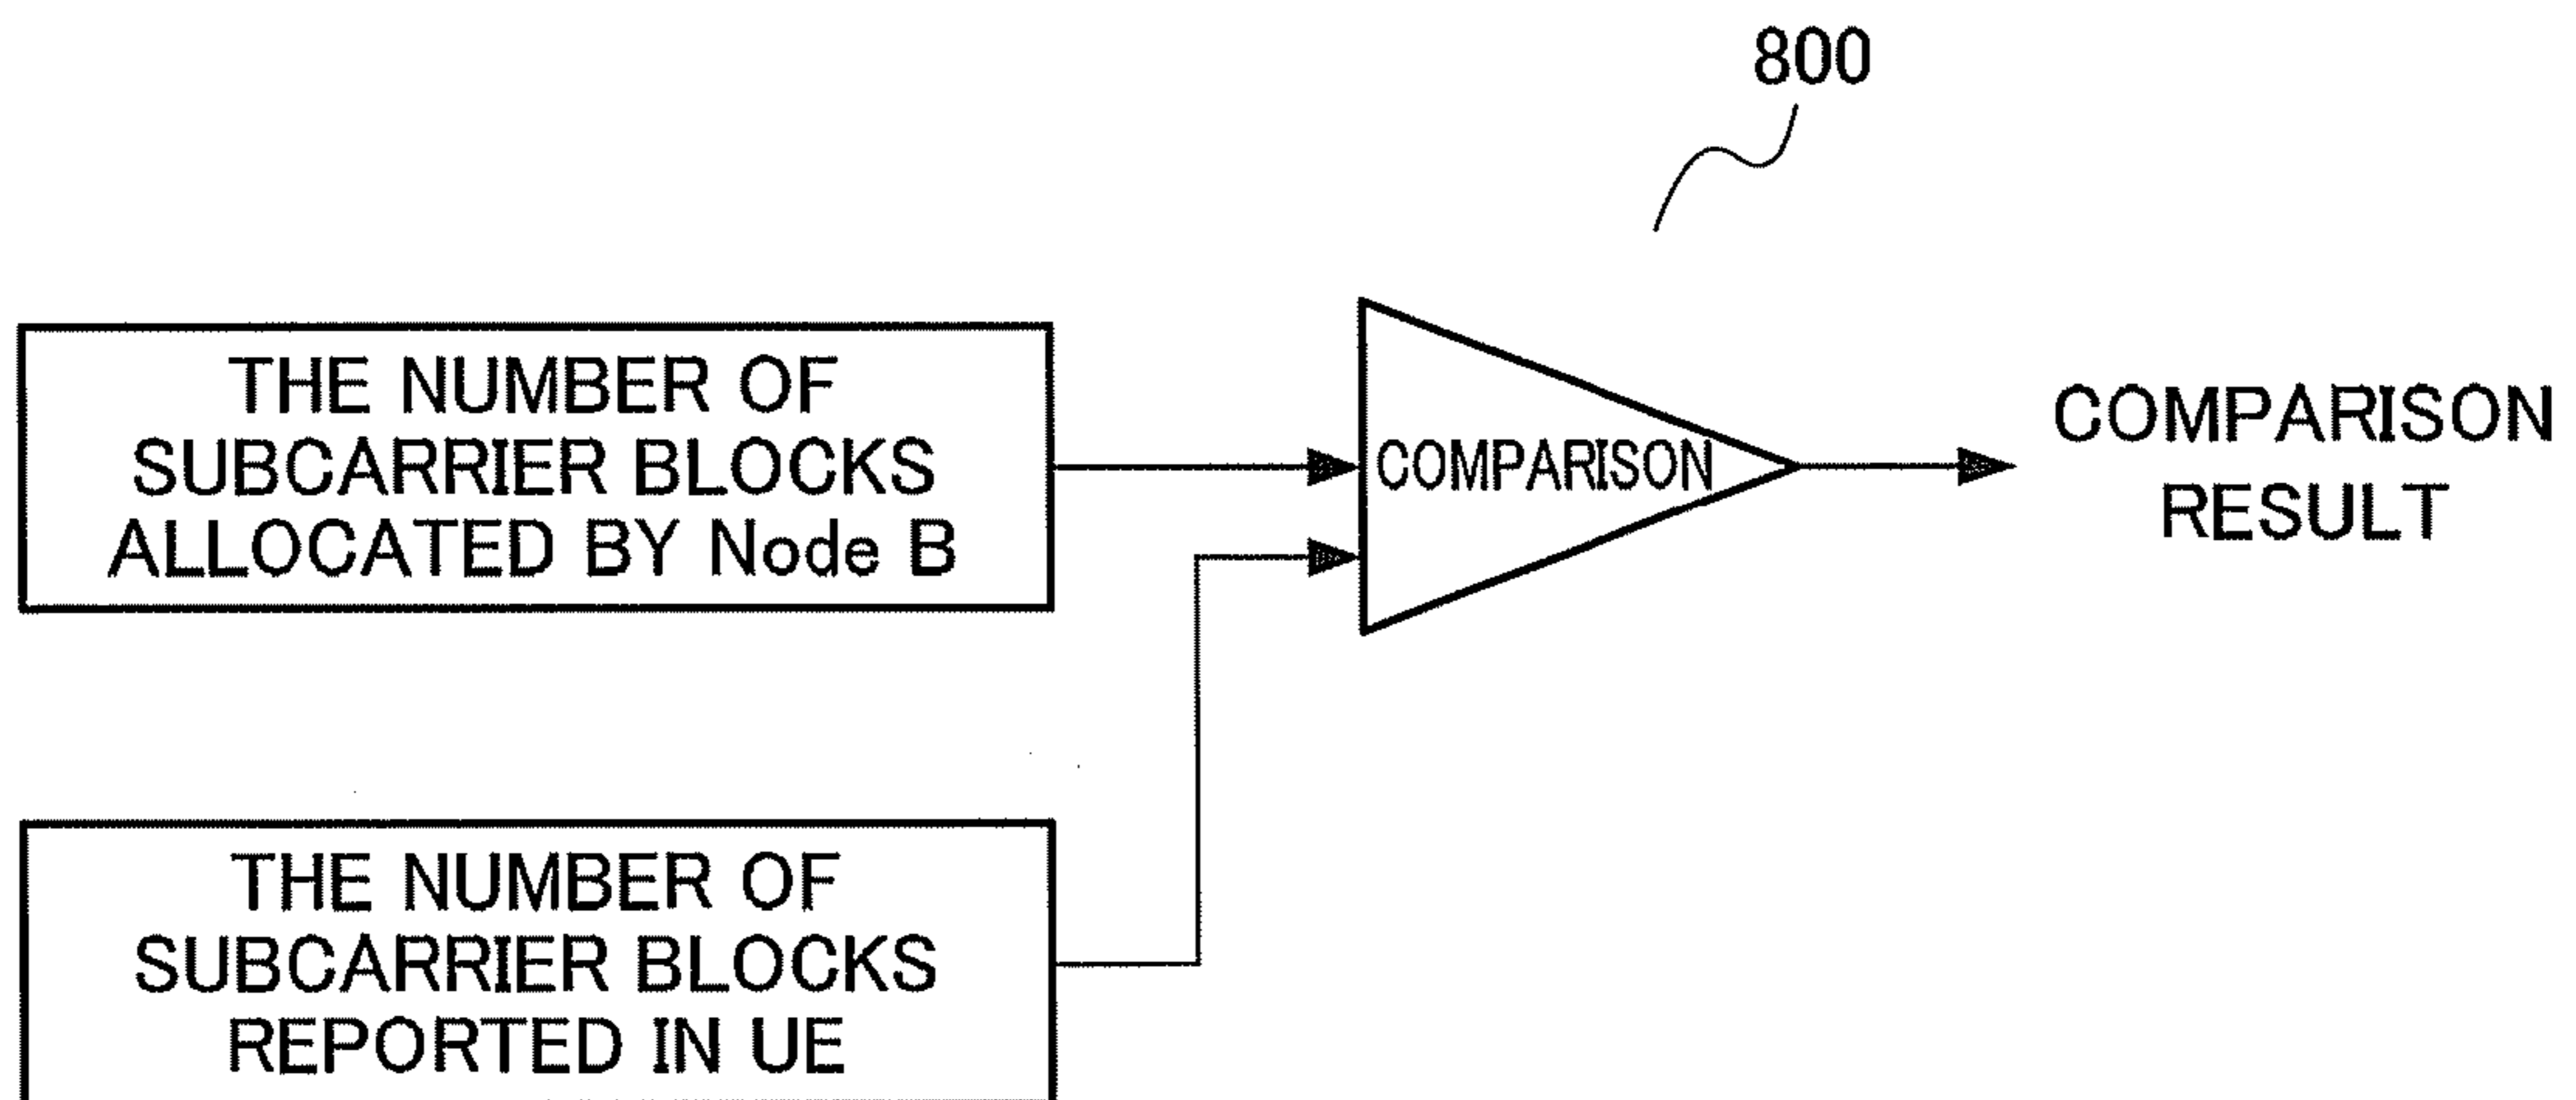 800
THE NUMBER OF
SUBCARRIER BLOCKS
ALLOCATED BY Node B
COMPARISON
COMPARISON
RESULT
THE NUMBER OF
SUBCARRIER BLOCKS
REPORTED IN UE